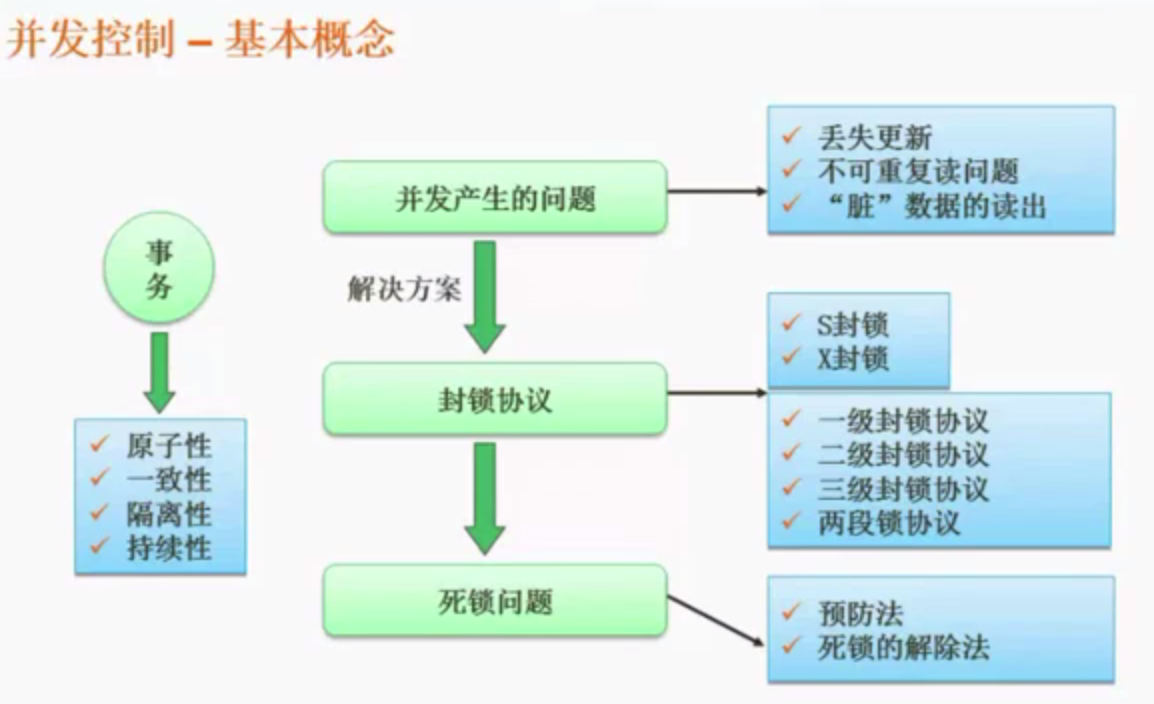 并发控制 – 基本概念
事
务
原子性
一致性
隔离性
持续性
并发产生的问题
丢失更新
不可重复读问题
“脏”数据的读出
解决方案
封锁协议
S封锁
X封锁
一级封锁协议
二级封锁协议
三级封锁协议
两段锁协议
死锁问题
预防法
死锁的解除法